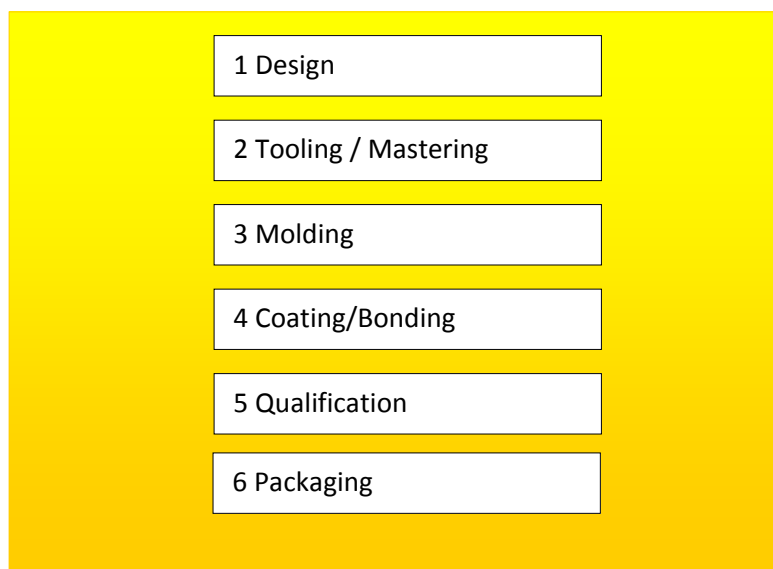 1 Design
2 Tooling / Mastering
3 Molding
4 Coating/Bonding
5 Qualification
6 Packaging